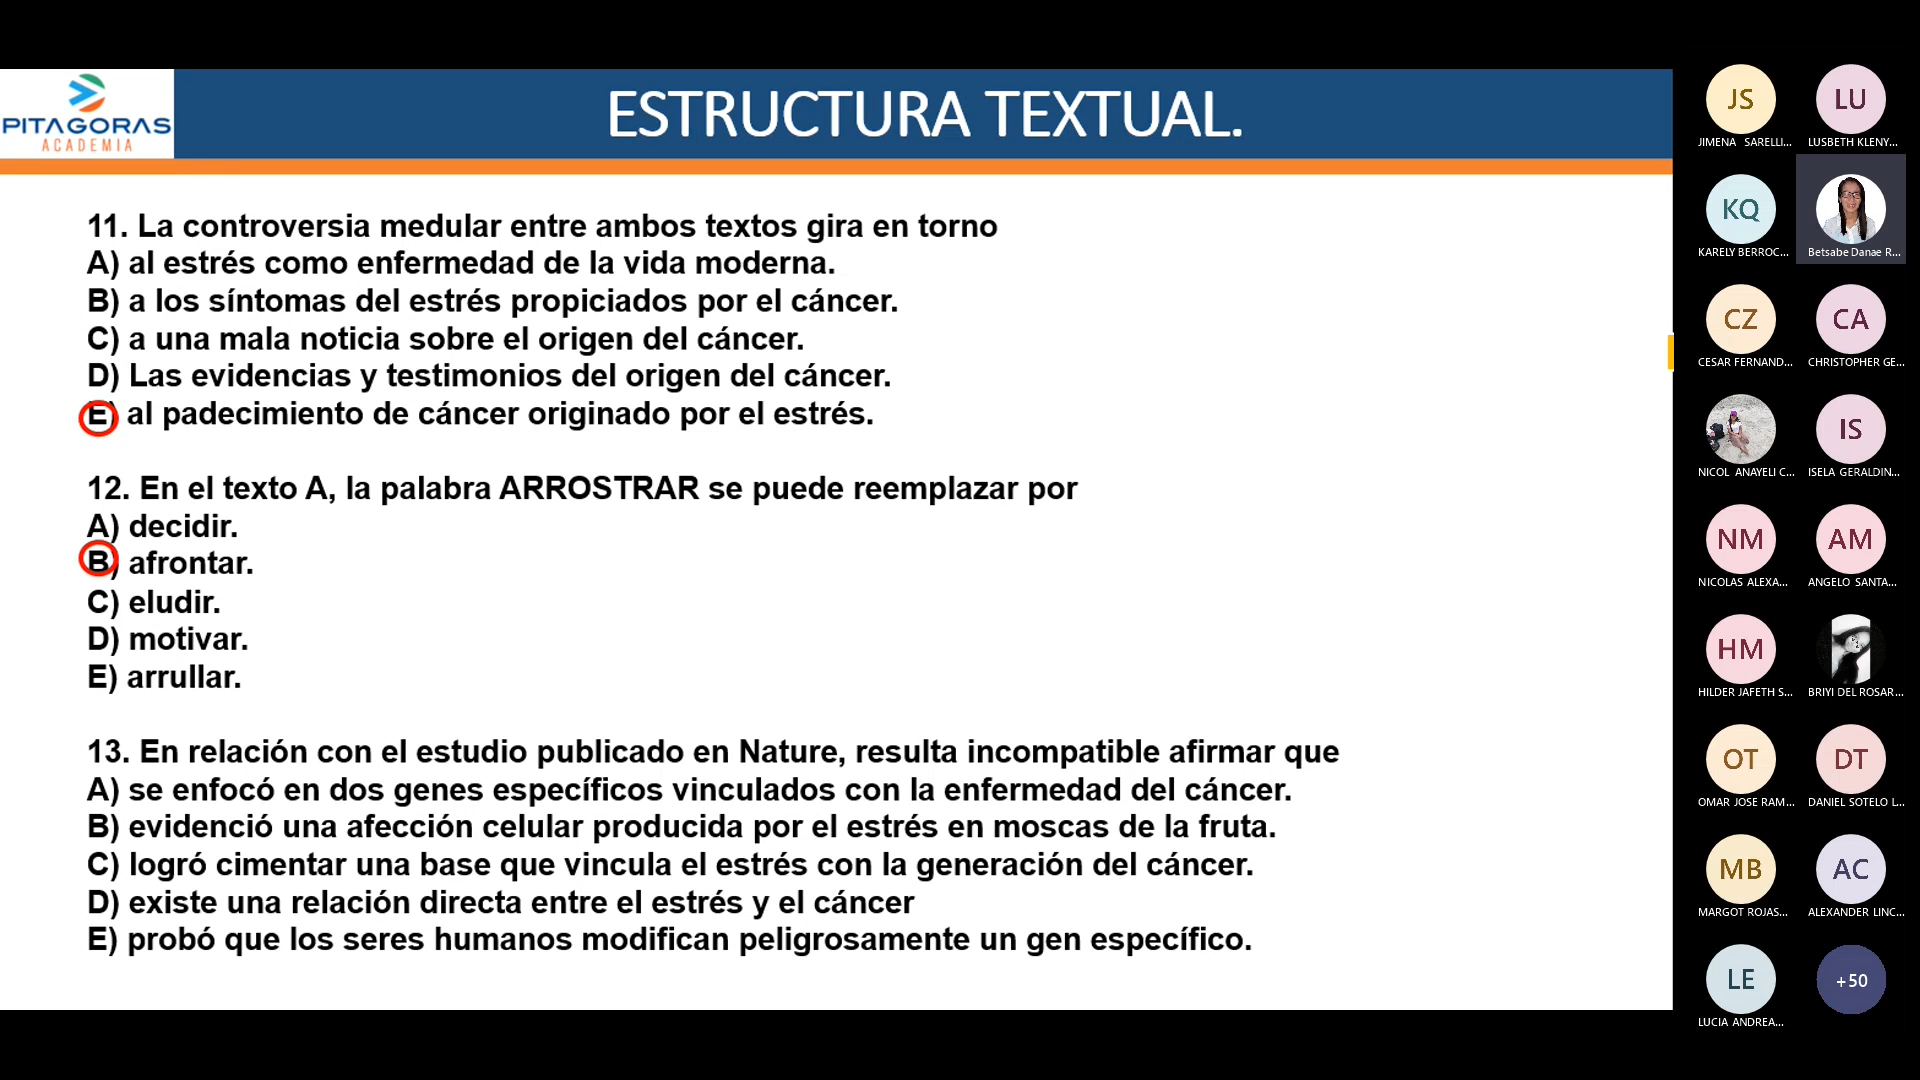 PITAGORAS
ACADEMIA
ESTRUCTURA TEXTUAL.
11. La controversia medular entre ambos textos gira en torno
A) al estrés como enfermedad de la vida moderna.
B) a los síntomas del estrés propiciados por el cáncer.
C) a una mala noticia sobre el origen del cáncer.
D) Las evidencias y testimonios del origen del cáncer.
E) al padecimiento de cáncer originado por el estrés.
12. En el texto A, la palabra ARROSTRAR se puede reemplazar por
A) decidir.
B) afrontar.
C) eludir.
D) motivar.
E) arrullar.
13. En relación con el estudio publicado en Nature, resulta incompatible afirmar que
A) se enfocó en dos genes específicos vinculados con la enfermedad del cáncer.
B) evidenció una afección celular producida por el estrés en moscas de la fruta.
C) logró cimentar una base que vincula el estrés con la generación del cáncer.
D) existe una relación directa entre el estrés y el cáncer
E) probó que los seres humanos modifican peligrosamente un gen específico.
JS LU
JIMENA SARELLI... LUSBETH KLENY...
KQ
KARELY BERROC... Betsabe Danae R...
CZ CA
CESAR FERNAND... CHRISTOPHER GE...
IS
NICOL ANAYELI C... ISELA GERALDIN...
NM AM
NICOLAS ALEXA... ANGELO SANTA...
HM
HILDER JAFETH S... BRIYI DEL ROSAR...
OT DT
OMAR JOSE RAM... DANIEL SOTELO L...
MB AC
MARGOT ROJAS... ALEXANDER LINC...
LE +50
LUCIA ANDREA...